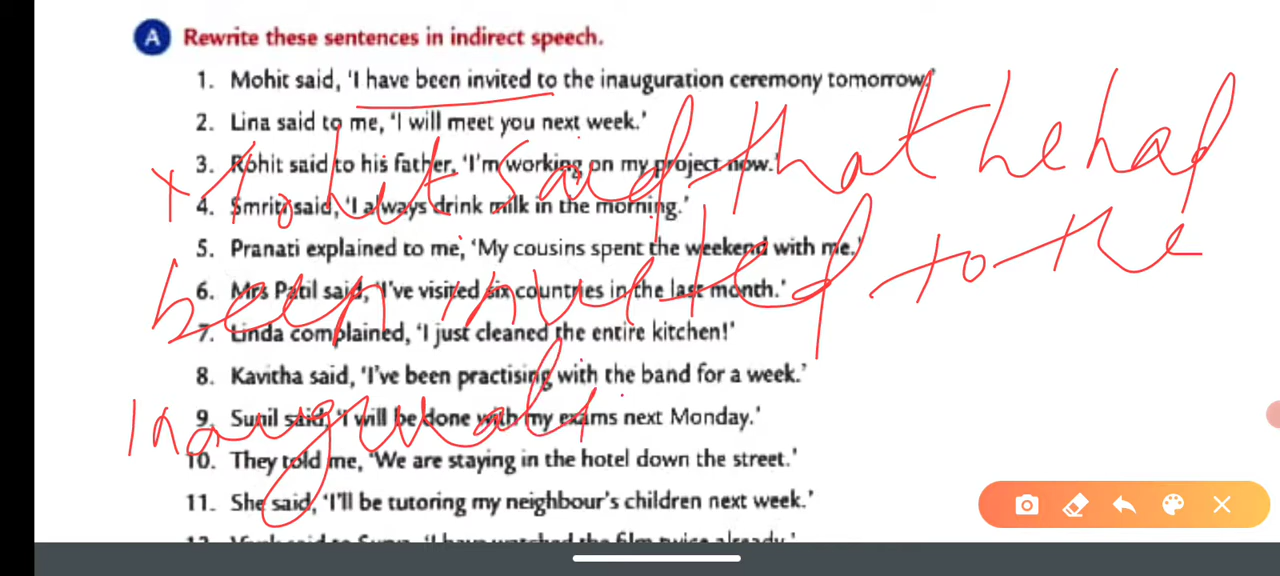 A Rewrite these sentences in indirect speech.
1. Mohit said, 'I have been invited to the inauguration ceremony tomorrow.'
2. Lina said to me, 'I will meet you next week.'
3. Rohit said to his father, 'I'm working on my project now.'
said that he had
4. Smriti said, 'I always drink milk in the morning.'
5. Pranati explained to me, 'My cousins spent the weekend with me.'
been invited to the
6. Mrs Patil said, 'I've visited six countries in the last month.'
7. Linda complained, 'I just cleaned the entire kitchen!'
8. Kavitha said, 'I've been practising with the band for a week.'
9. Sunil said, 'I will be done with my exams next Monday.'
10. They told me, 'We are staying in the hotel down the street.'
11. She said, 'I'll be tutoring my neighbour's children next week.'